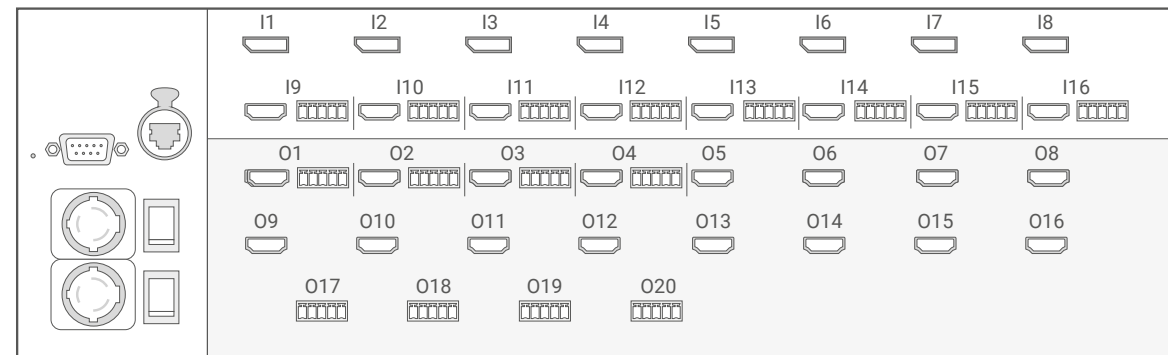 I1 I2 I3 I4 I5 I6 I7 I8
I9 I10 I11 I12 I13 I14 I15 I16
O1 O2 O3 O4 O5 O6 O7 O8
O9 O10 O11 O12 O13 O14 O15 O16
O17 O18 O19 O20